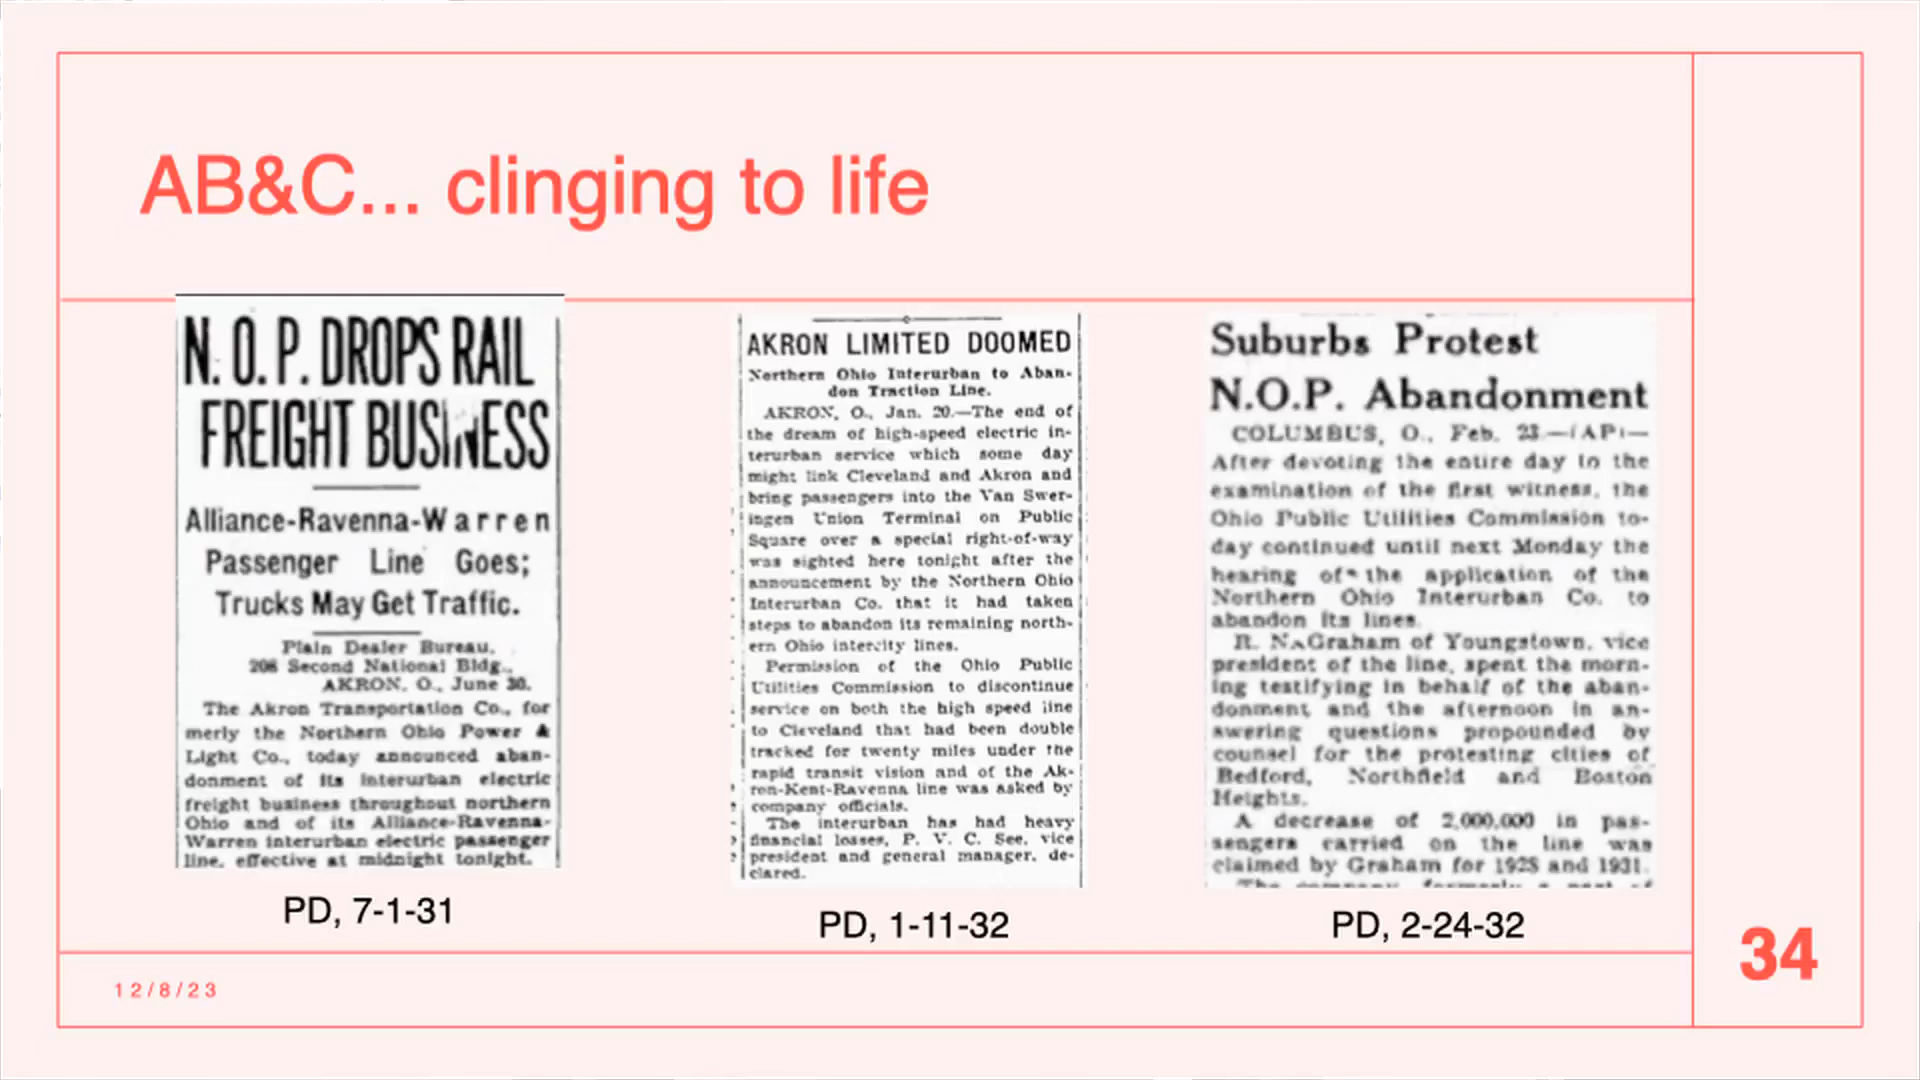 AB&C... clinging to life
N. O. P. DROPS RAIL
FREIGHT BUSINESS
Alliance-Ravenna-Warren
Passenger Line Goes;
Trucks May Get Traffic.
Plain Dealer Bureau,
206 Second National Bldg.,
AKRON, O., June 30.
The Akron Transportation Co., for
merly the Northern Ohio Power &
Light Co., today announced aban-
donment of its interurban electric
freight business throughout northern
Ohio and of its Alliance-Ravenna-
Warren interurban electric passenger
line, effective at midnight tonight.
PD, 7-1-31
AKRON LIMITED DOOMED
Northern Ohio Interurban to Aban-
don Traction Line.
AKRON, O., Jan. 20.—The end of
the dream of high-speed electric in-
terurban service which some day
might link Cleveland and Akron and
bring passengers into the Van Swer-
ingen Union Terminal on Public
Square over a special right-of-way
was sighted here tonight after the
announcement by the Northern Ohio
Interurban Co. that it had taken
steps to abandon its remaining north-
ern Ohio intercity lines.
Permission of the Ohio Public
Utilities Commission to discontinue
service on both the high speed line
to Cleveland that had been double
tracked for twenty miles under the
rapid transit vision and of the Ak-
ron-Kent-Ravenna line was asked by
company officials.
The interurban has had heavy
financial losses, P. V. C. See, vice
president and general manager, de-
clared.
PD, 1-11-32
Suburbs Protest
N.O.P. Abandonment
COLUMBUS, O., Feb. 23.—(AP)—
After devoting the entire day to the
examination of the first witness, the
Ohio Public Utilities Commission to-
day continued until next Monday the
hearing of the application of the
Northern Ohio Interurban Co. to
abandon its lines.
R. N. Graham of Youngstown, vice
president of the line, spent the morn-
ing testifying in behalf of the aban-
donment and the afternoon in an-
swering questions propounded by
counsel for the protesting cities of
Bedford, Northfield and Boston
Heights.
A decrease of 2,000,000 in pas-
sengers carried on the line was
claimed by Graham for 1928 and 1931.
PD, 2-24-32
34
12/8/23